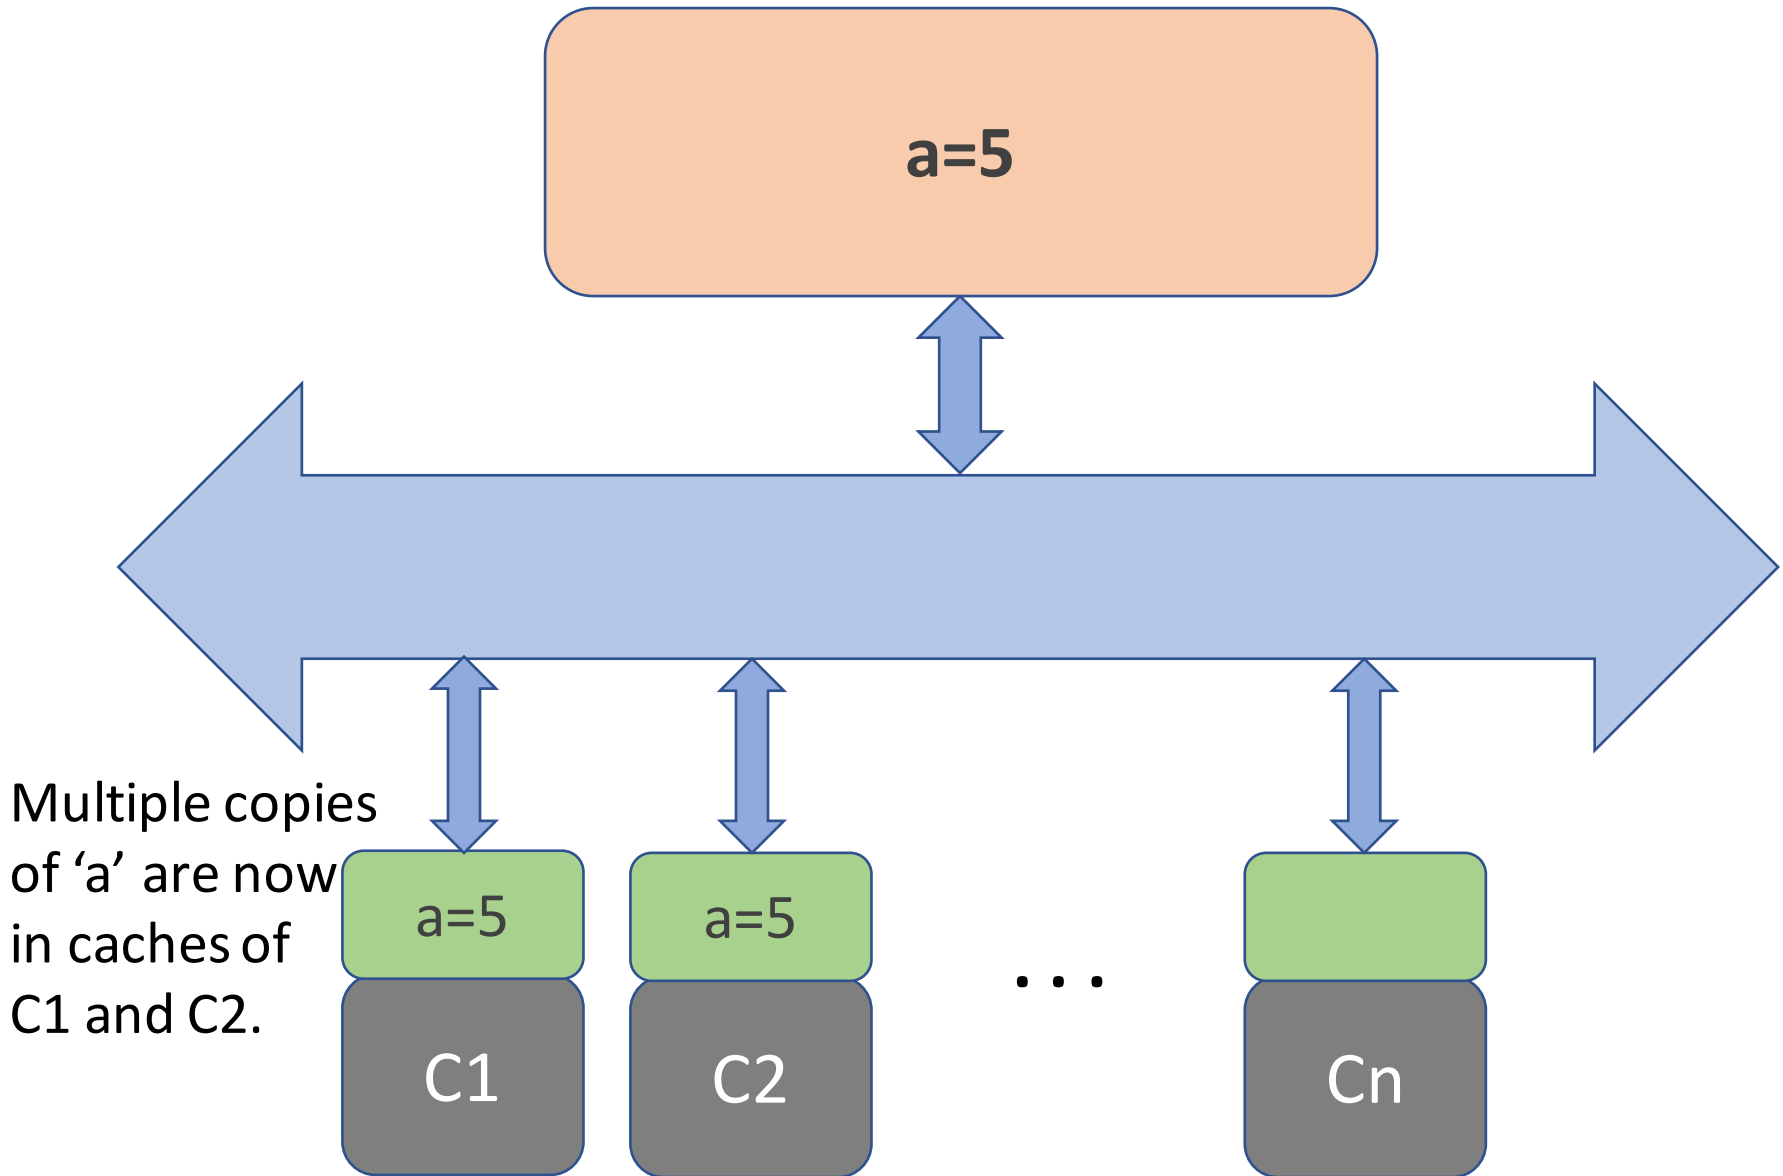 a=5
Multiple copies
of ‘a’ are now
in caches of
C1 and C2.
a=5
a=5
. . .
C1
C2
Cn